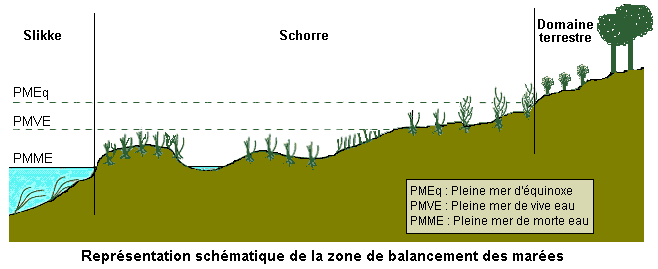 Slikke
Schorre
Domaine
terrestre
PMEq
PMVE
PMME
PMEq : Pleine mer d'équinoxe
PMVE : Pleine mer de vive eau
PMME : Pleine mer de morte eau
Représentation schématique de la zone de balancement des marées